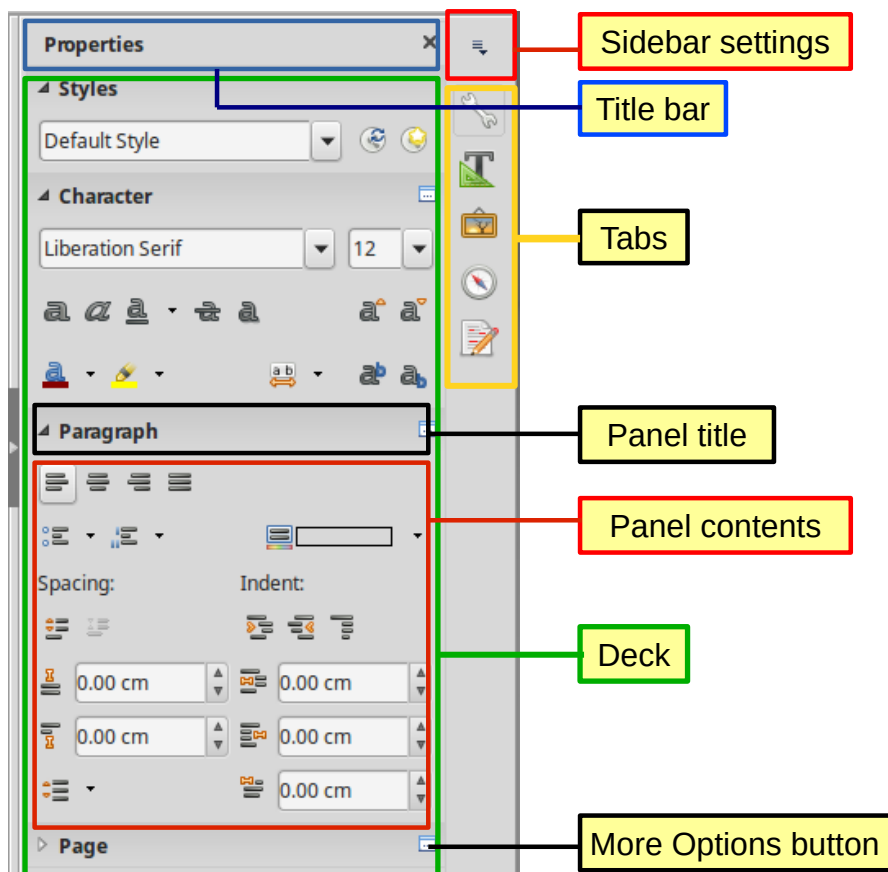 Properties
Sidebar settings
Styles
Title bar
Default Style
Character
Tabs
Liberation Serif 12
Paragraph
Panel title
Panel contents
Spacing: Indent:
Deck
0.00 cm 0.00 cm
0.00 cm 0.00 cm
0.00 cm
Page
More Options button